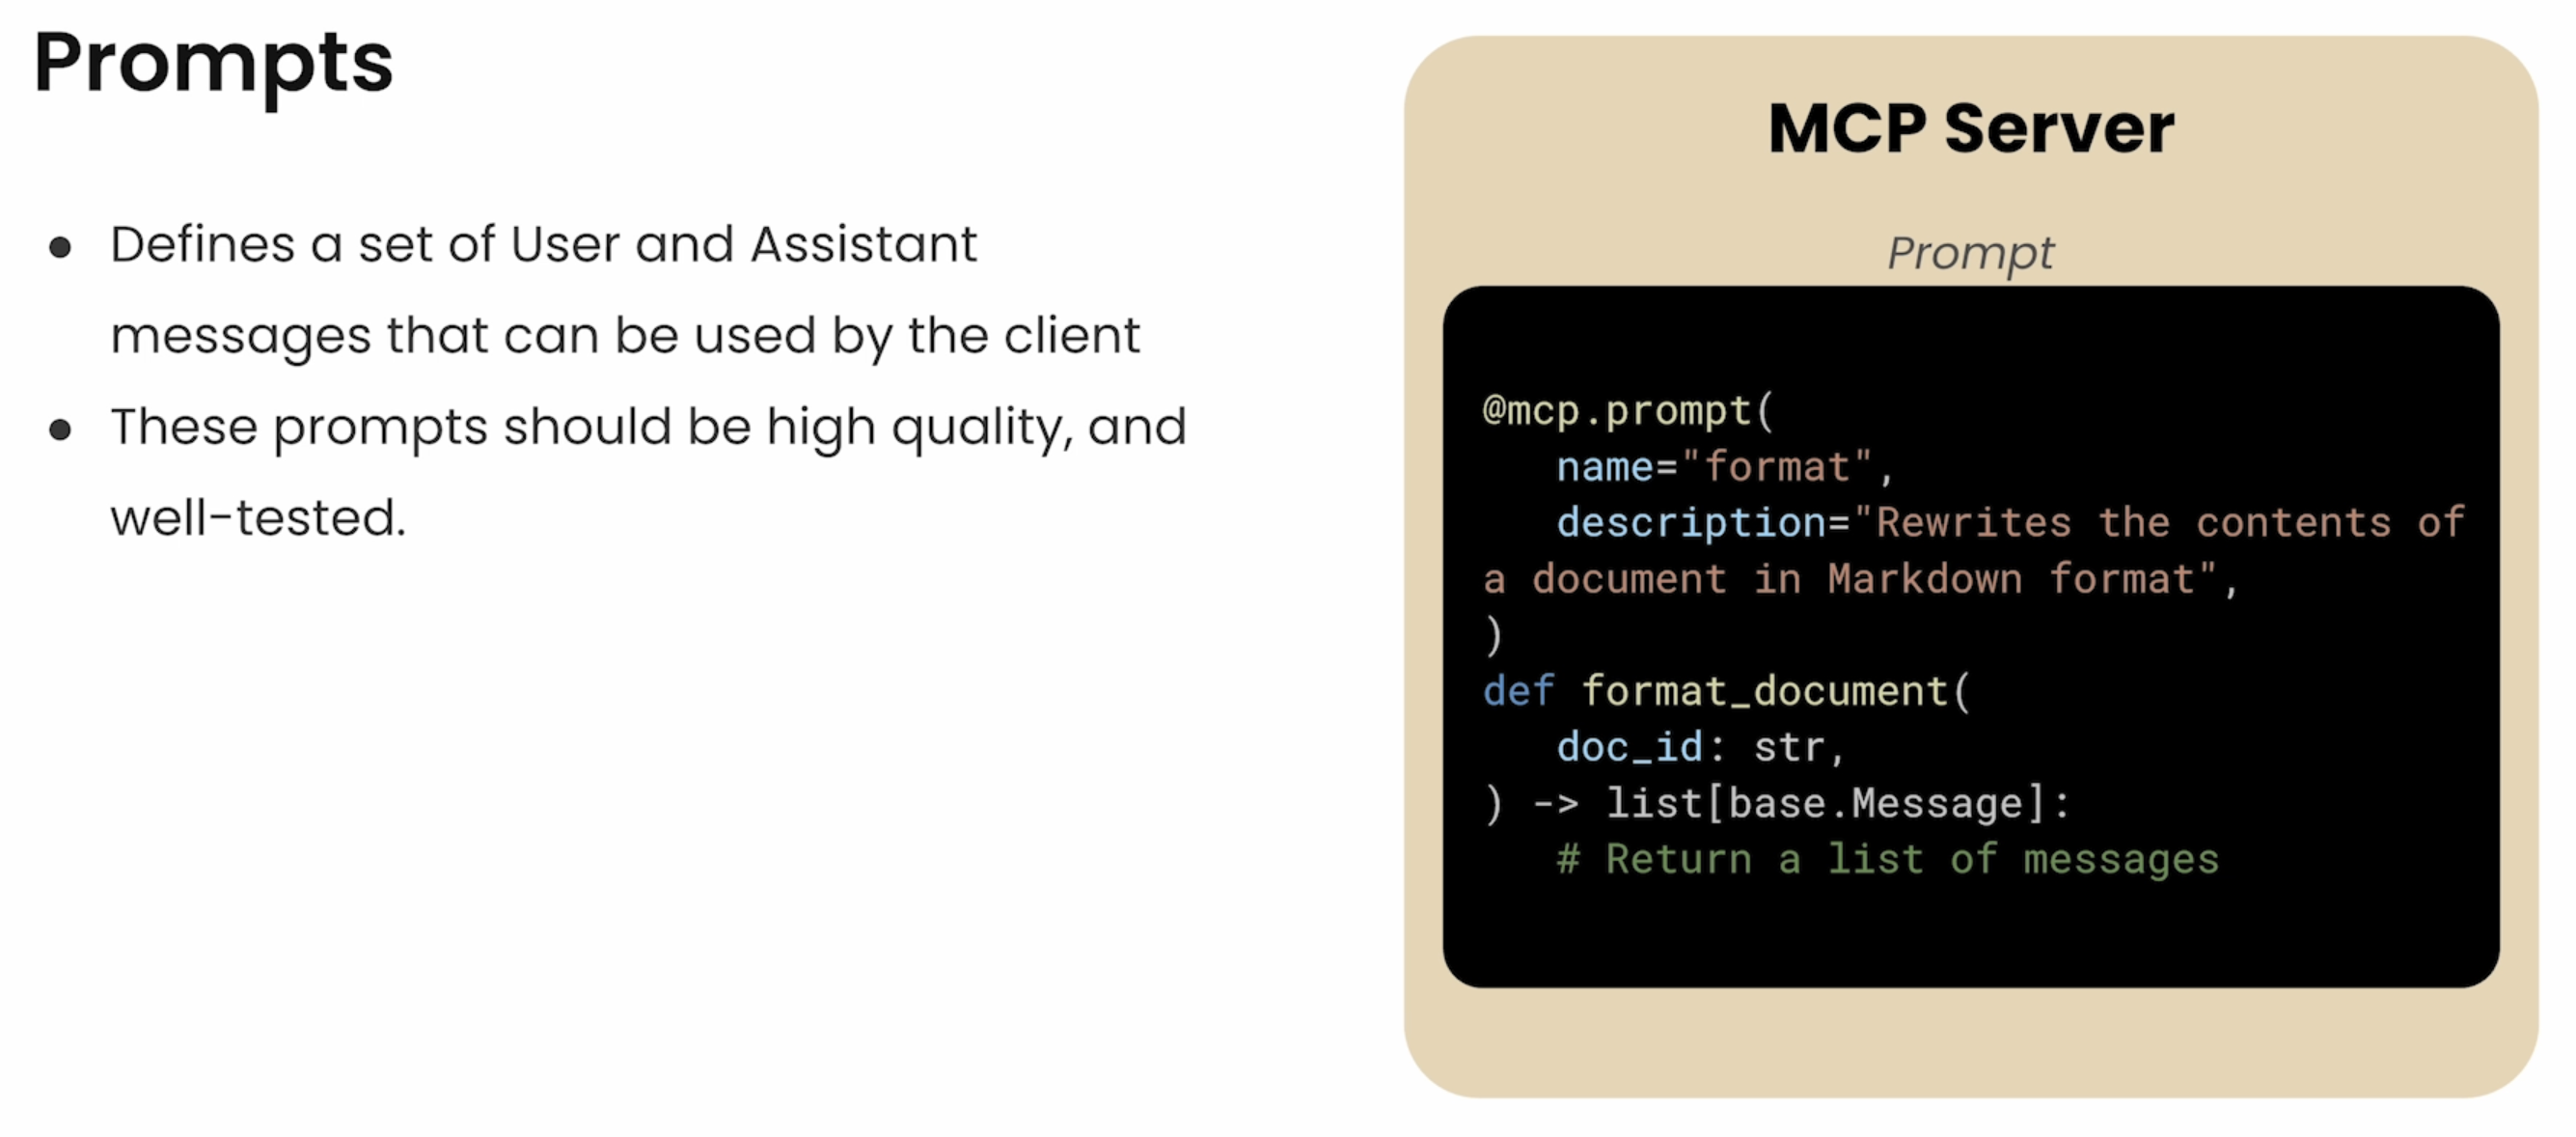 Prompts
Defines a set of User and Assistant
messages that can be used by the client
These prompts should be high quality, and
well-tested.
MCP Server
Prompt
@mcp.prompt(
    name="format",
    description="Rewrites the contents of
a document in Markdown format",
)
def format_document(
    doc_id: str,
) -> list[base.Message]:
    # Return a list of messages